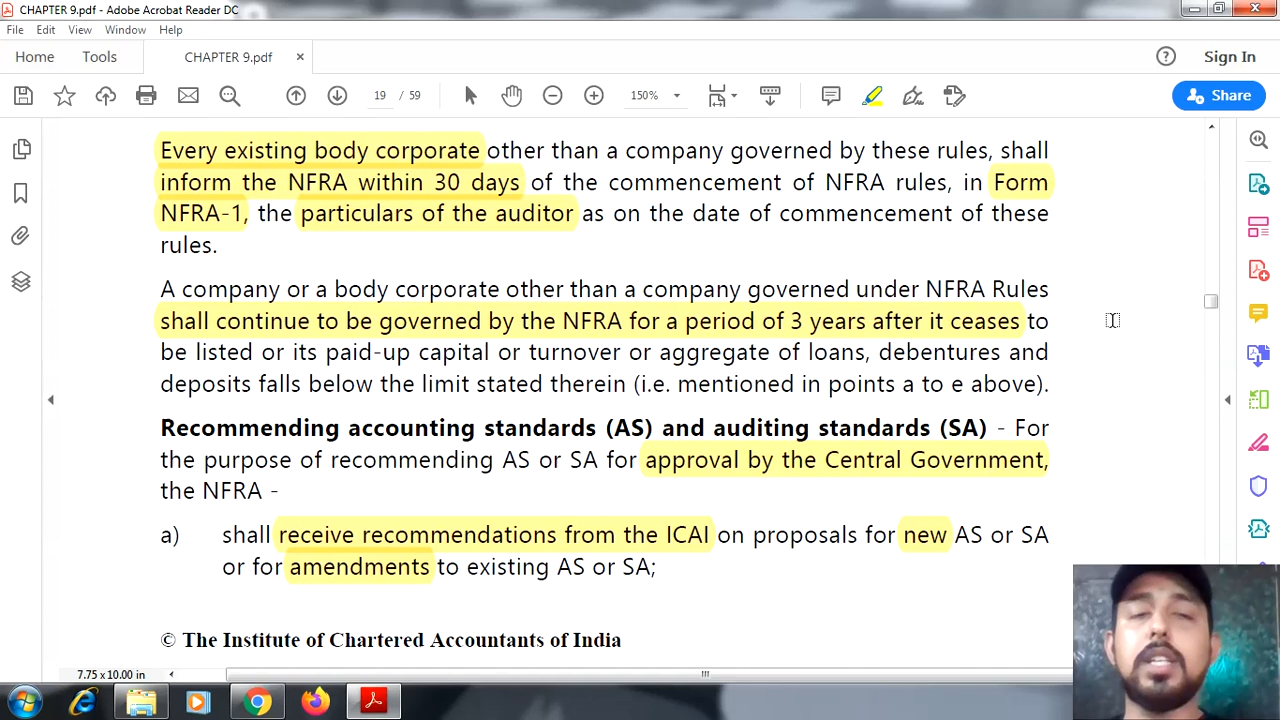 CHAPTER 9.pdf - Adobe Acrobat Reader DC
File Edit View Window Help
Home Tools CHAPTER 9.pdf × ? Sign In
19 / 59 150% Share
Every existing body corporate other than a company governed by these rules, shall
inform the NFRA within 30 days of the commencement of NFRA rules, in Form
NFRA-1, the particulars of the auditor as on the date of commencement of these
rules.
A company or a body corporate other than a company governed under NFRA Rules
shall continue to be governed by the NFRA for a period of 3 years after it ceases to
be listed or its paid-up capital or turnover or aggregate of loans, debentures and
deposits falls below the limit stated therein (i.e. mentioned in points a to e above).
Recommending accounting standards (AS) and auditing standards (SA) - For
the purpose of recommending AS or SA for approval by the Central Government,
the NFRA -
a) shall receive recommendations from the ICAI on proposals for new AS or SA
or for amendments to existing AS or SA;
© The Institute of Chartered Accountants of India
7.75 x 10.00 in